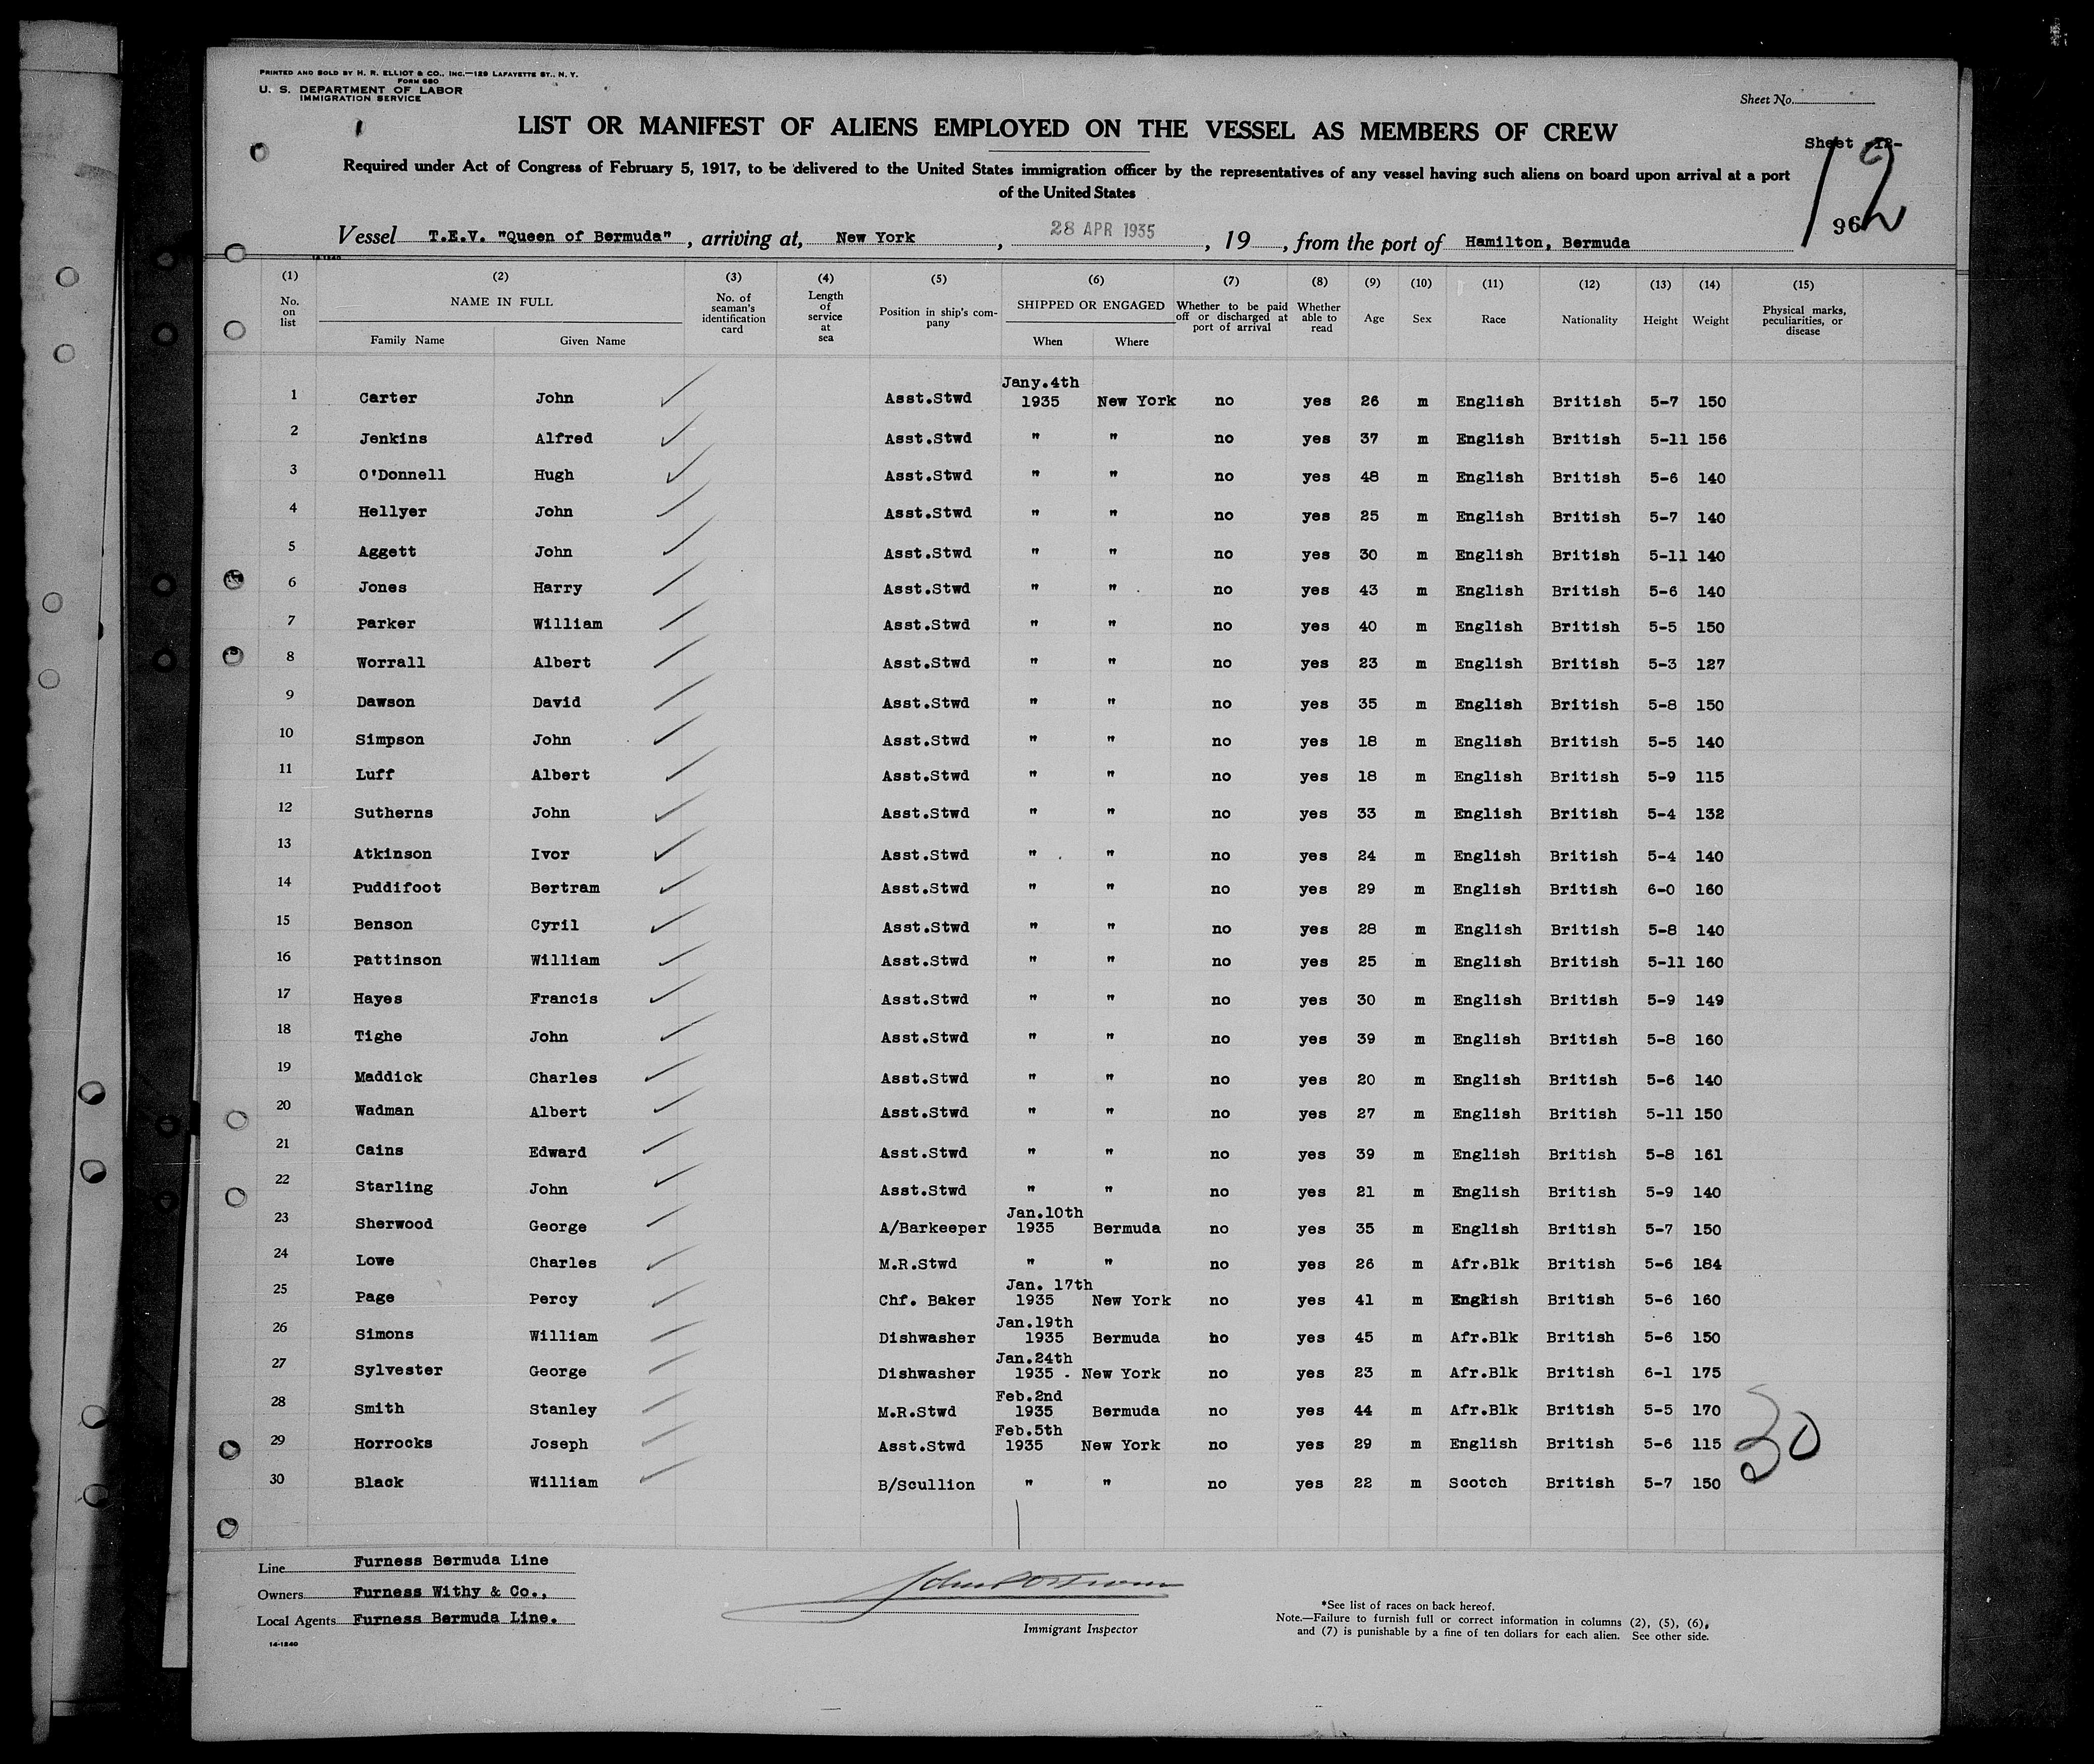 PRINTED AND SOLD BY H. R. ELLIOT & CO., INC.—129 LAFAYETTE ST., N. Y.
FORM 680
U. S. DEPARTMENT OF LABOR
IMMIGRATION SERVICE
Sheet No.
LIST OR MANIFEST OF ALIENS EMPLOYED ON THE VESSEL AS MEMBERS OF CREW
Sheet -12-
12
Required under Act of Congress of February 5, 1917, to be delivered to the United States immigration officer by the representatives of any vessel having such aliens on board upon arrival at a port
of the United States
Vessel T.E.V. "Queen of Bermuda", arriving at, New York, 28 APR 1935, 19, from the port of Hamilton, Bermuda
96
14-1240
(1) (2) (3) (4) (5) (6) (7) (8) (9) (10) (11) (12) (13) (14) (15)
No. on list NAME IN FULL Family Name Given Name No. of seaman's identification card Length of service at sea Position in ship's company SHIPPED OR ENGAGED When Where Whether to be paid off or discharged at port of arrival Whether able to read Age Sex Race Nationality Height Weight Physical marks, peculiarities, or disease
Jany.4th
1 Carter John Asst.Stwd 1935 New York no yes 26 m English British 5-7 150
2 Jenkins Alfred Asst.Stwd " " no yes 37 m English British 5-11 156
3 O'Donnell Hugh Asst.Stwd " " no yes 48 m English British 5-6 140
4 Hellyer John Asst.Stwd " " no yes 25 m English British 5-7 140
5 Aggett John Asst.Stwd " " no yes 30 m English British 5-11 140
6 Jones Harry Asst.Stwd " " no yes 43 m English British 5-6 140
7 Parker William Asst.Stwd " " no yes 40 m English British 5-5 150
8 Worrall Albert Asst.Stwd " " no yes 23 m English British 5-3 127
9 Dawson David Asst.Stwd " " no yes 35 m English British 5-8 150
10 Simpson John Asst.Stwd " " no yes 18 m English British 5-5 140
11 Luff Albert Asst.Stwd " " no yes 18 m English British 5-9 115
12 Sutherns John Asst.Stwd " " no yes 33 m English British 5-4 132
13 Atkinson Ivor Asst.Stwd " " no yes 24 m English British 5-4 140
14 Puddifoot Bertram Asst.Stwd " " no yes 29 m English British 6-0 160
15 Benson Cyril Asst.Stwd " " no yes 28 m English British 5-8 140
16 Pattinson William Asst.Stwd " " no yes 25 m English British 5-11 160
17 Hayes Francis Asst.Stwd " " no yes 30 m English British 5-9 149
18 Tighe John Asst.Stwd " " no yes 39 m English British 5-8 160
19 Maddick Charles Asst.Stwd " " no yes 20 m English British 5-6 140
20 Wadman Albert Asst.Stwd " " no yes 27 m English British 5-11 150
21 Cains Edward Asst.Stwd " " no yes 39 m English British 5-8 161
22 Starling John Asst.Stwd " " no yes 21 m English British 5-9 140
Jan.10th
23 Sherwood George A/Barkeeper 1935 Bermuda no yes 35 m English British 5-7 150
24 Lowe Charles M.R.Stwd " " no yes 26 m Afr.Blk British 5-6 184
Jan. 17th
25 Page Percy Chf. Baker 1935 New York no yes 41 m English British 5-6 160
Jan.19th
26 Simons William Dishwasher 1935 Bermuda no yes 45 m Afr.Blk British 5-6 150
Jan.24th
27 Sylvester George Dishwasher 1935 . New York no yes 23 m Afr.Blk British 6-1 175
Feb.2nd
28 Smith Stanley M.R.Stwd 1935 Bermuda no yes 44 m Afr.Blk British 5-5 170
Feb.5th
29 Horrocks Joseph Asst.Stwd 1935 New York no yes 29 m English British 5-6 115
30
30 Black William B/Scullion " " no yes 22 m Scotch British 5-7 150
Line Furness Bermuda Line
Owners Furness Withy & Co.,
Local Agents Furness Bermuda Line.
14-1240
Immigrant Inspector
*See list of races on back hereof.
Note.—Failure to furnish full or correct information in columns (2), (5), (6), and (7) is punishable by a fine of ten dollars for each alien. See other side.